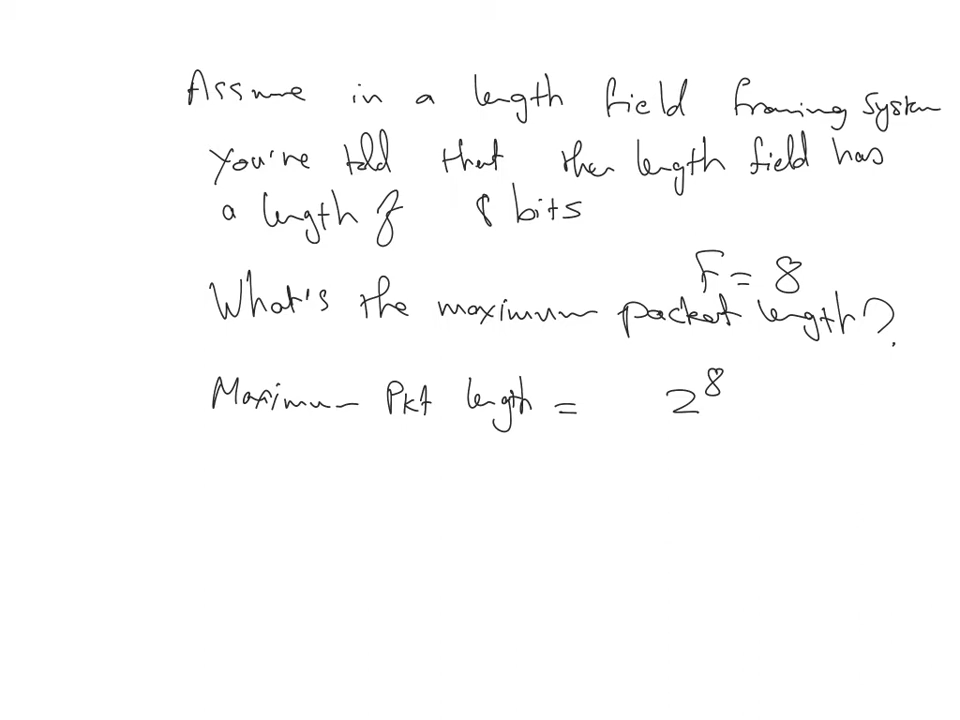 Assume in a length field framing system
You're told that the length field has
a length of 8 bits
F = 8
What's the maximum packet length?
Maximum Pkt length = 2^8